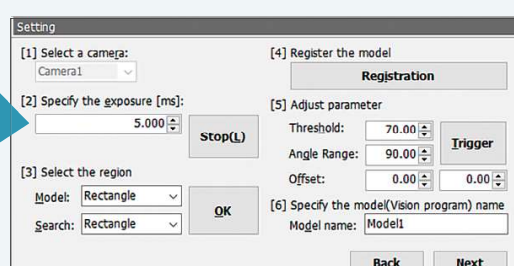 Setting
[1] Select a camera:
Camera1
[2] Specify the exposure [ms]:
5.000
Stop(L)
[3] Select the region
Model: Rectangle
Search: Rectangle
OK
[4] Register the model
Registration
[5] Adjust parameter
Threshold: 70.00
Angle Range: 90.00
Trigger
Offset: 0.00 0.00
[6] Specify the model(Vision program) name
Model name: Model1
Back Next